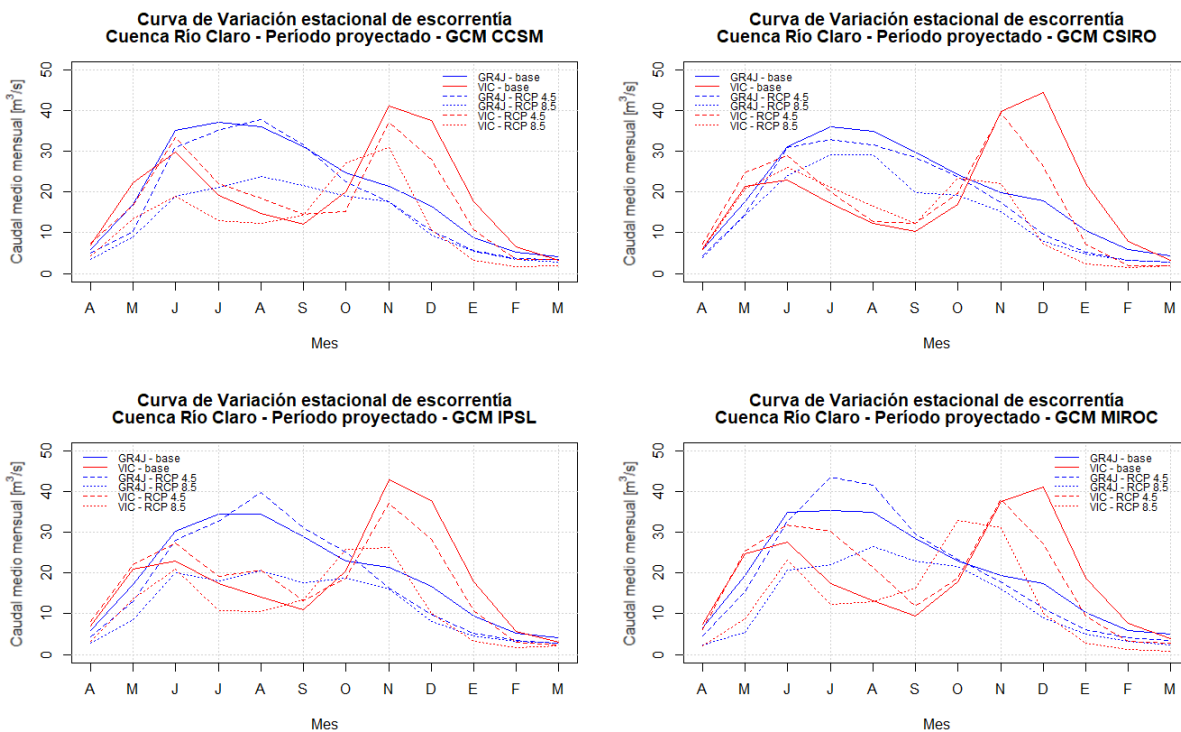 Curva de Variación estacional de escorrentía
Cuenca Río Claro - Período proyectado - GCM CCSM
Caudal medio mensual [m³/s]
50
40
30
20
10
0
GR4J - base
VIC - base
GR4J - RCP 4.5
GR4J - RCP 8.5
VIC - RCP 4.5
VIC - RCP 8.5
A M J J A S O N D E F M
Mes
Curva de Variación estacional de escorrentía
Cuenca Río Claro - Período proyectado - GCM CSIRO
Caudal medio mensual [m³/s]
50
40
30
20
10
0
GR4J - base
VIC - base
GR4J - RCP 4.5
GR4J - RCP 8.5
VIC - RCP 4.5
VIC - RCP 8.5
A M J J A S O N D E F M
Mes
Curva de Variación estacional de escorrentía
Cuenca Río Claro - Período proyectado - GCM IPSL
Caudal medio mensual [m³/s]
50
40
30
20
10
0
GR4J - base
VIC - base
GR4J - RCP 4.5
GR4J - RCP 8.5
VIC - RCP 4.5
VIC - RCP 8.5
A M J J A S O N D E F M
Mes
Curva de Variación estacional de escorrentía
Cuenca Río Claro - Período proyectado - GCM MIROC
Caudal medio mensual [m³/s]
50
40
30
20
10
0
GR4J - base
VIC - base
GR4J - RCP 4.5
GR4J - RCP 8.5
VIC - RCP 4.5
VIC - RCP 8.5
A M J J A S O N D E F M
Mes